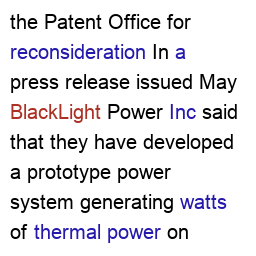 the Patent Office for
reconsideration In a
press release issued May
BlackLight Power Inc said
that they have developed
a prototype power
system generating watts
of thermal power on